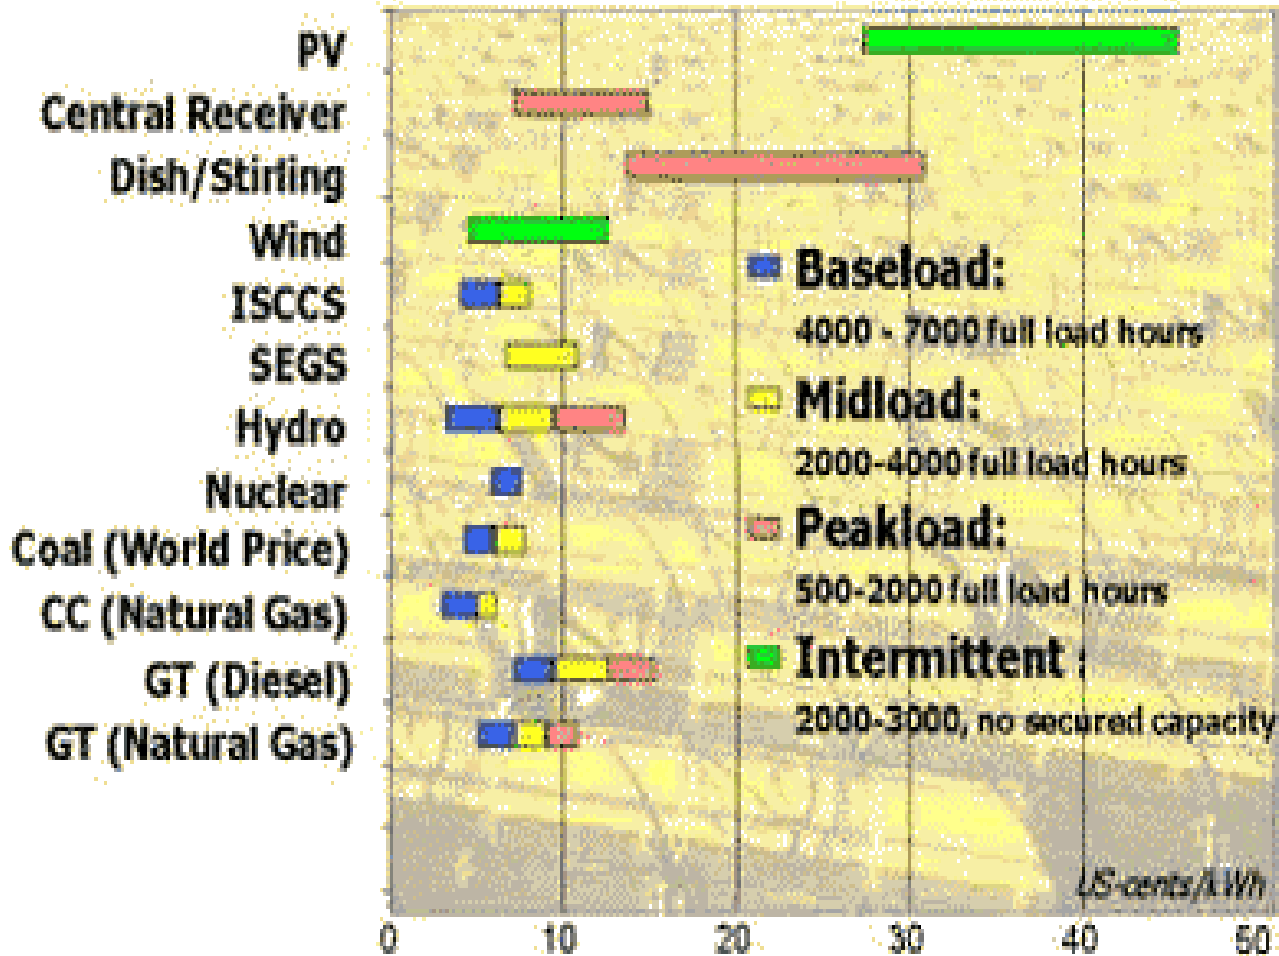 PV
Central Receiver
Dish/Stirling
Wind
ISCCS
SEGS
Hydro
Nuclear
Coal (World Price)
CC (Natural Gas)
GT (Diesel)
GT (Natural Gas)
Baseload:
4000 - 7000 full load hours
Midload:
2000-4000 full load hours
Peakload:
500-2000 full load hours
Intermittent :
2000-3000, no secured capacity
US-cents/kWh
0 10 20 30 40 50